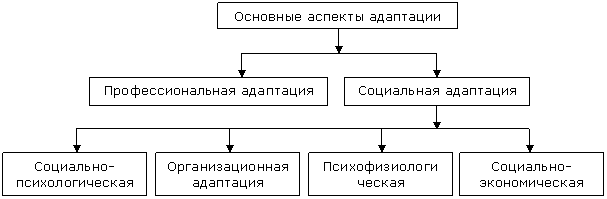 Основные аспекты адаптации
Профессиональная адаптация
Социальная адаптация
Социально-
психологическая
Организационная
адаптация
Психофизиологи
ческая
Социально-
экономическая